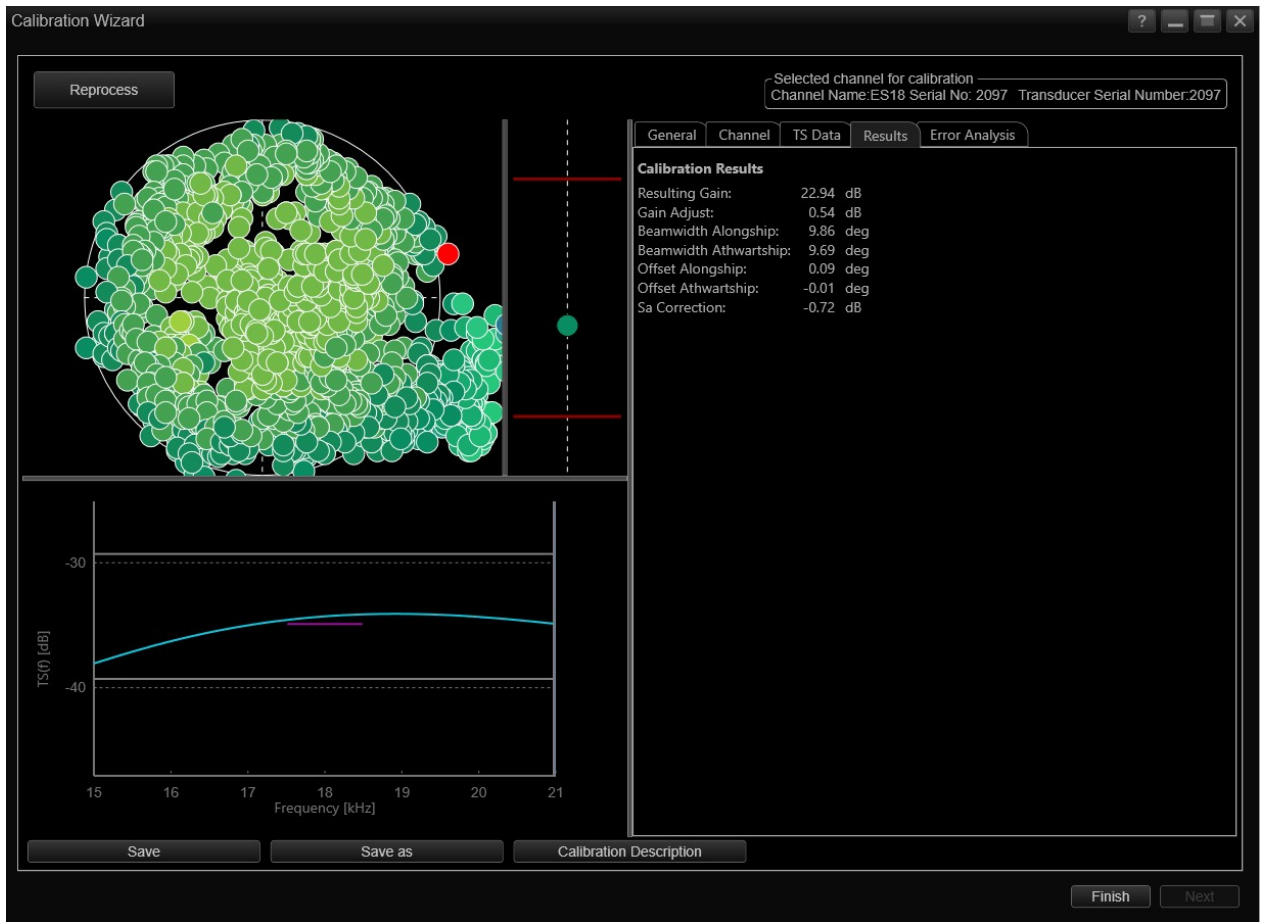 Calibration Wizard
?
Reprocess
Selected channel for calibration
Channel Name:ES18 Serial No: 2097 Transducer Serial Number:2097
General Channel TS Data Results Error Analysis
Calibration Results
Resulting Gain: 22.94 dB
Gain Adjust: 0.54 dB
Beamwidth Alongship: 9.86 deg
Beamwidth Athwartship: 9.69 deg
Offset Alongship: 0.09 deg
Offset Athwartship: -0.01 deg
Sa Correction: -0.72 dB
TS(f) [dB]
-30
-40
15 16 17 18 19 20 21
Frequency [kHz]
Save Save as Calibration Description
Finish Next